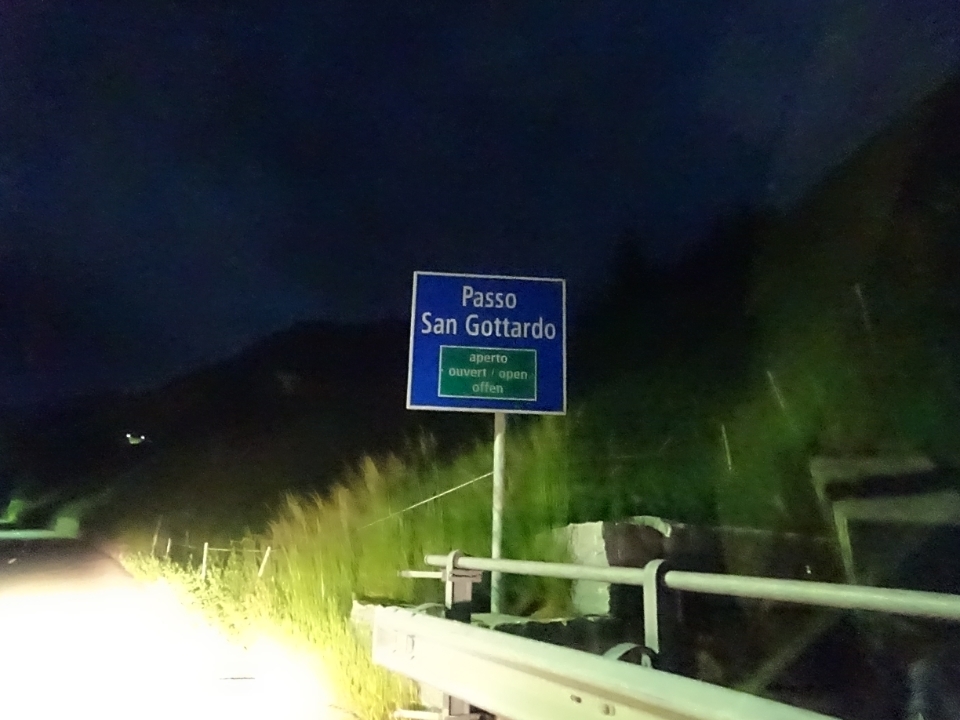 Passo
San Gottardo
aperto
ouvert / open
offen